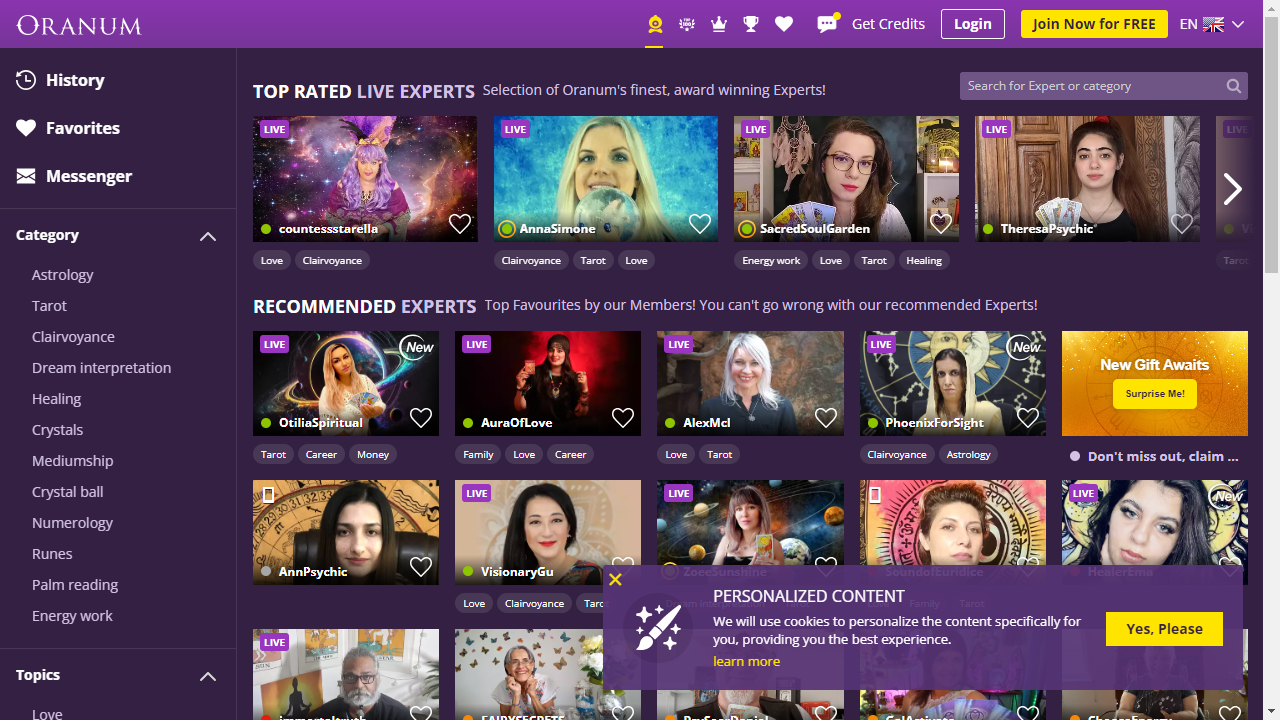 ORANUM
Get Credits
Login
Join Now for FREE
EN
History
Favorites
Messenger
Category
Astrology
Tarot
Clairvoyance
Dream interpretation
Healing
Crystals
Mediumship
Crystal ball
Numerology
Runes
Palm reading
Energy work
Topics
Love
TOP RATED LIVE EXPERTS Selection of Oranum's finest, award winning Experts!
Search for Expert or category
LIVE LIVE LIVE LIVE LIVE
countessstarella AnnaSimone SacredSoulGarden TheresaPsychic
Love Clairvoyance Clairvoyance Tarot Love Energy work Love Tarot Healing Tarot
RECOMMENDED EXPERTS Top Favourites by our Members! You can't go wrong with our recommended Experts!
LIVE New LIVE LIVE LIVE New
New Gift Awaits
Surprise Me!
OtiliaSpiritual AuraOfLove AlexMcl PhoenixForSight
Tarot Career Money Family Love Career Love Tarot Clairvoyance Astrology
Don't miss out, claim ...
LIVE LIVE LIVE New
AnnPsychic VisionaryGu ZoeeSunshine SoundofEuridice HealerEma
Love Clairvoyance Tarot
PERSONALIZED CONTENT
We will use cookies to personalize the content specifically for
you, providing you the best experience.
learn more
Yes, Please
LIVE
immortaltruth FAIRYSECRETS PsySeerDaniel GalActivate ChaosEnergy